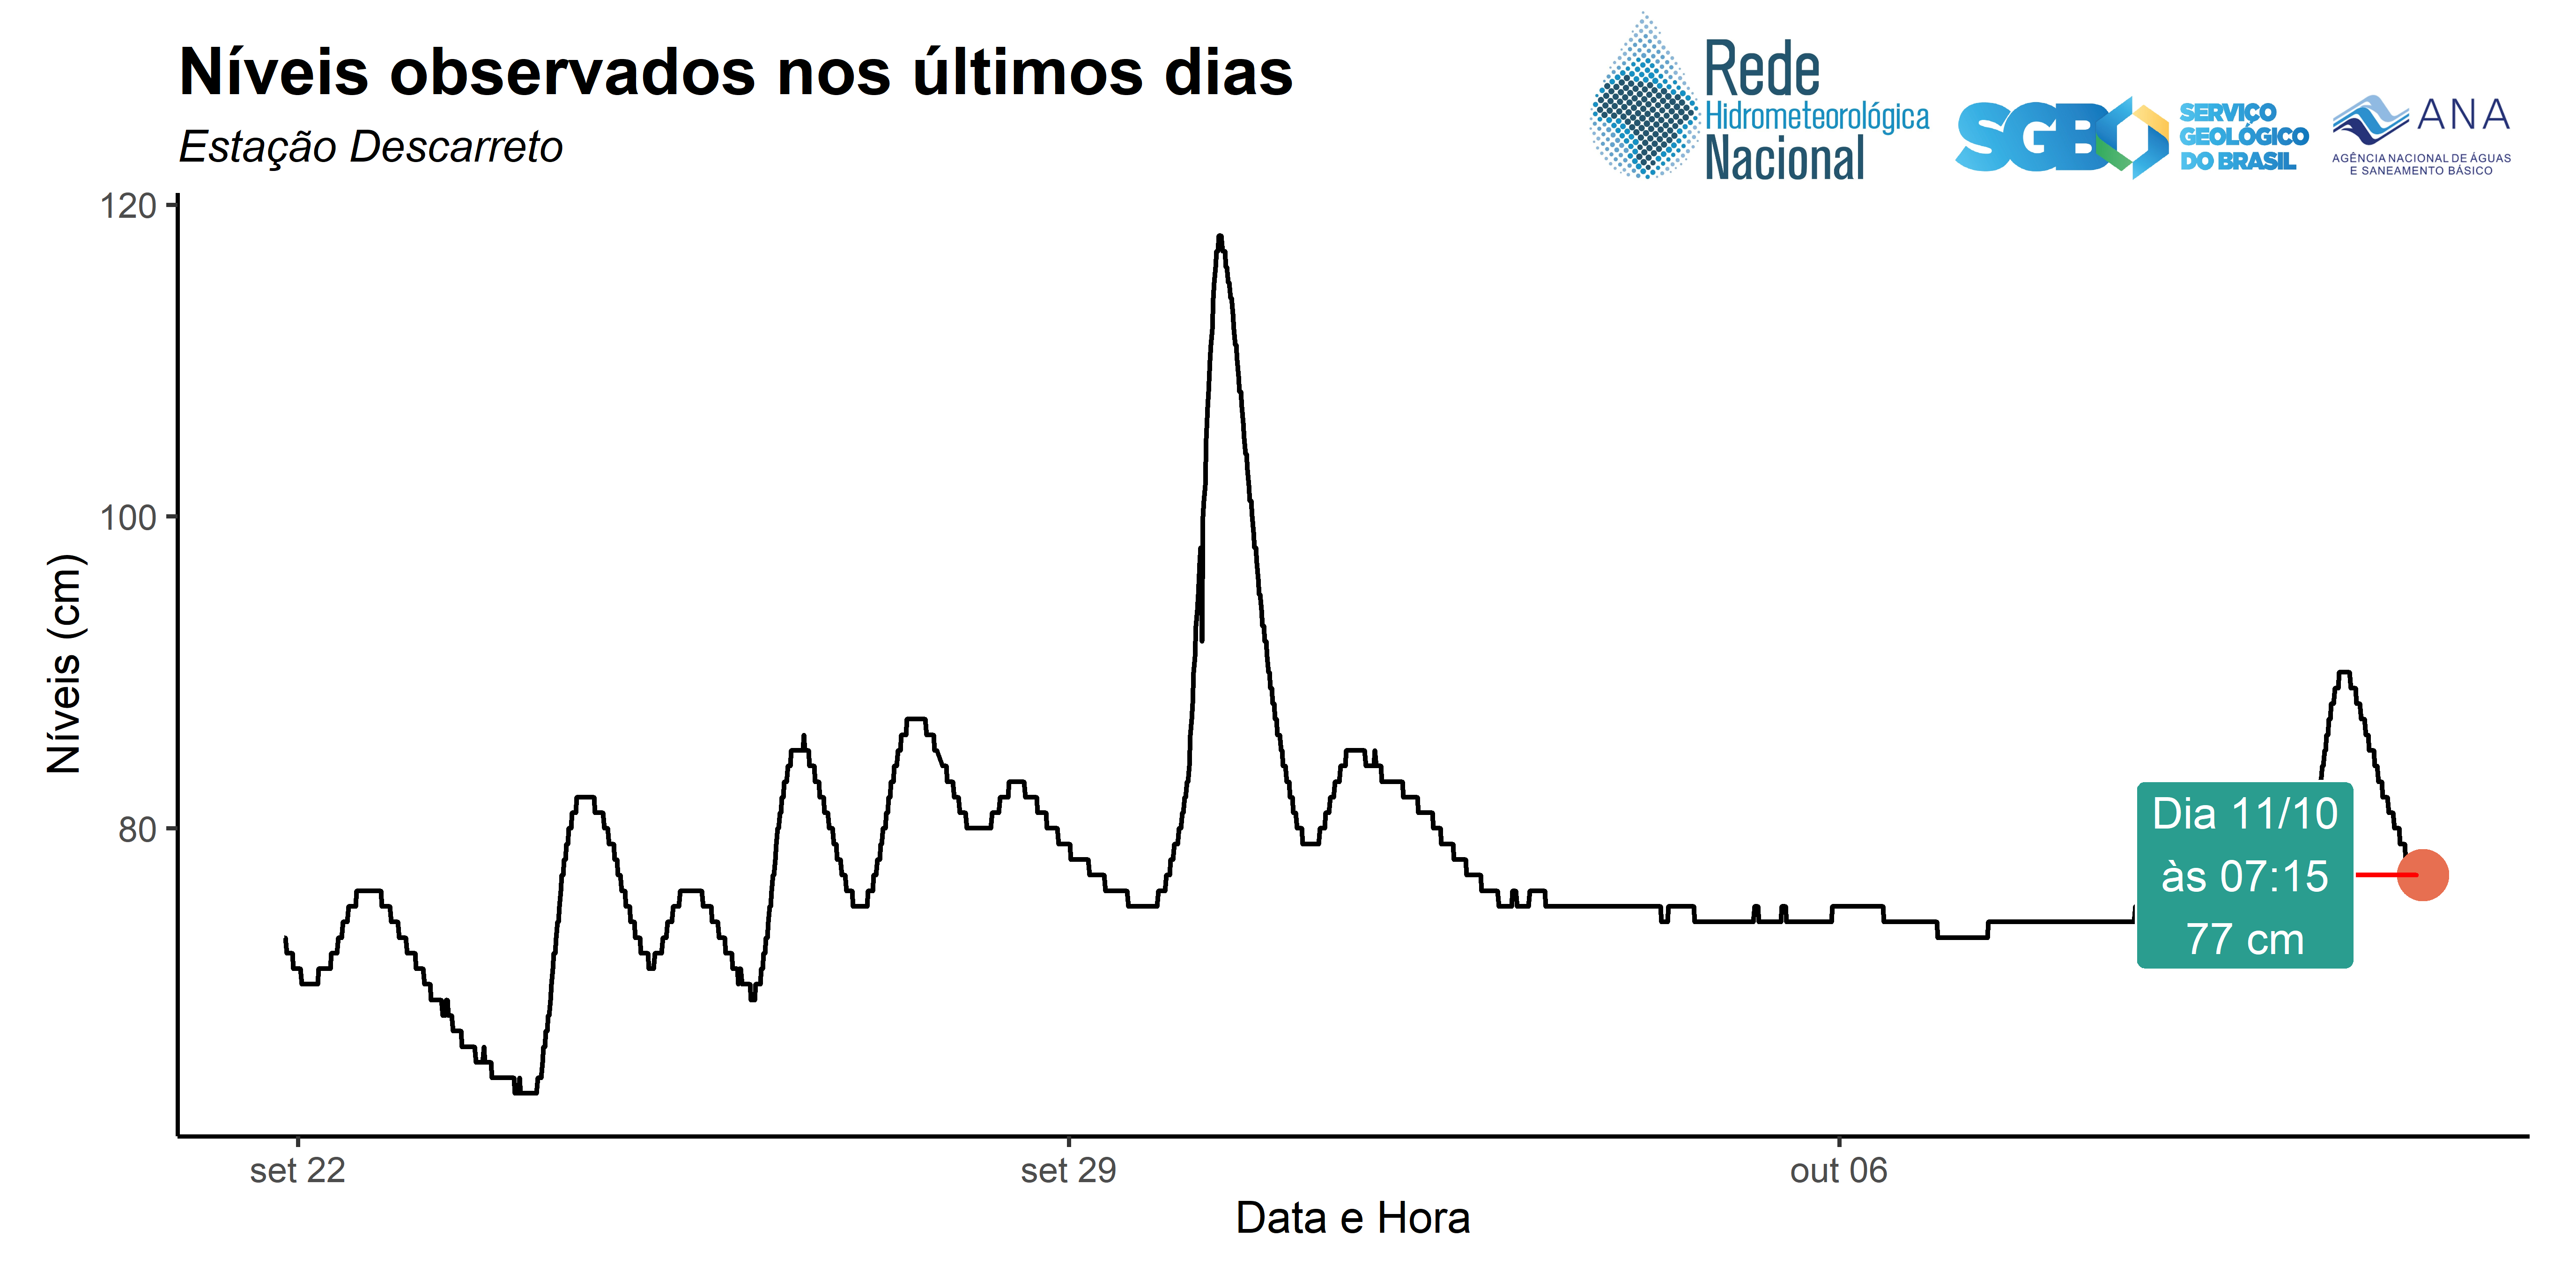 Níveis observados nos últimos dias
Estação Descarreto
Rede
Hidrometeorológica
Nacional
SGB
SERVIÇO
GEOLÓGICO
DO BRASIL
ANA
AGÊNCIA NACIONAL DE ÁGUAS
E SANEAMENTO BÁSICO
120
100
80
Níveis (cm)
Dia 11/10
às 07:15
77 cm
set 22
set 29
out 06
Data e Hora